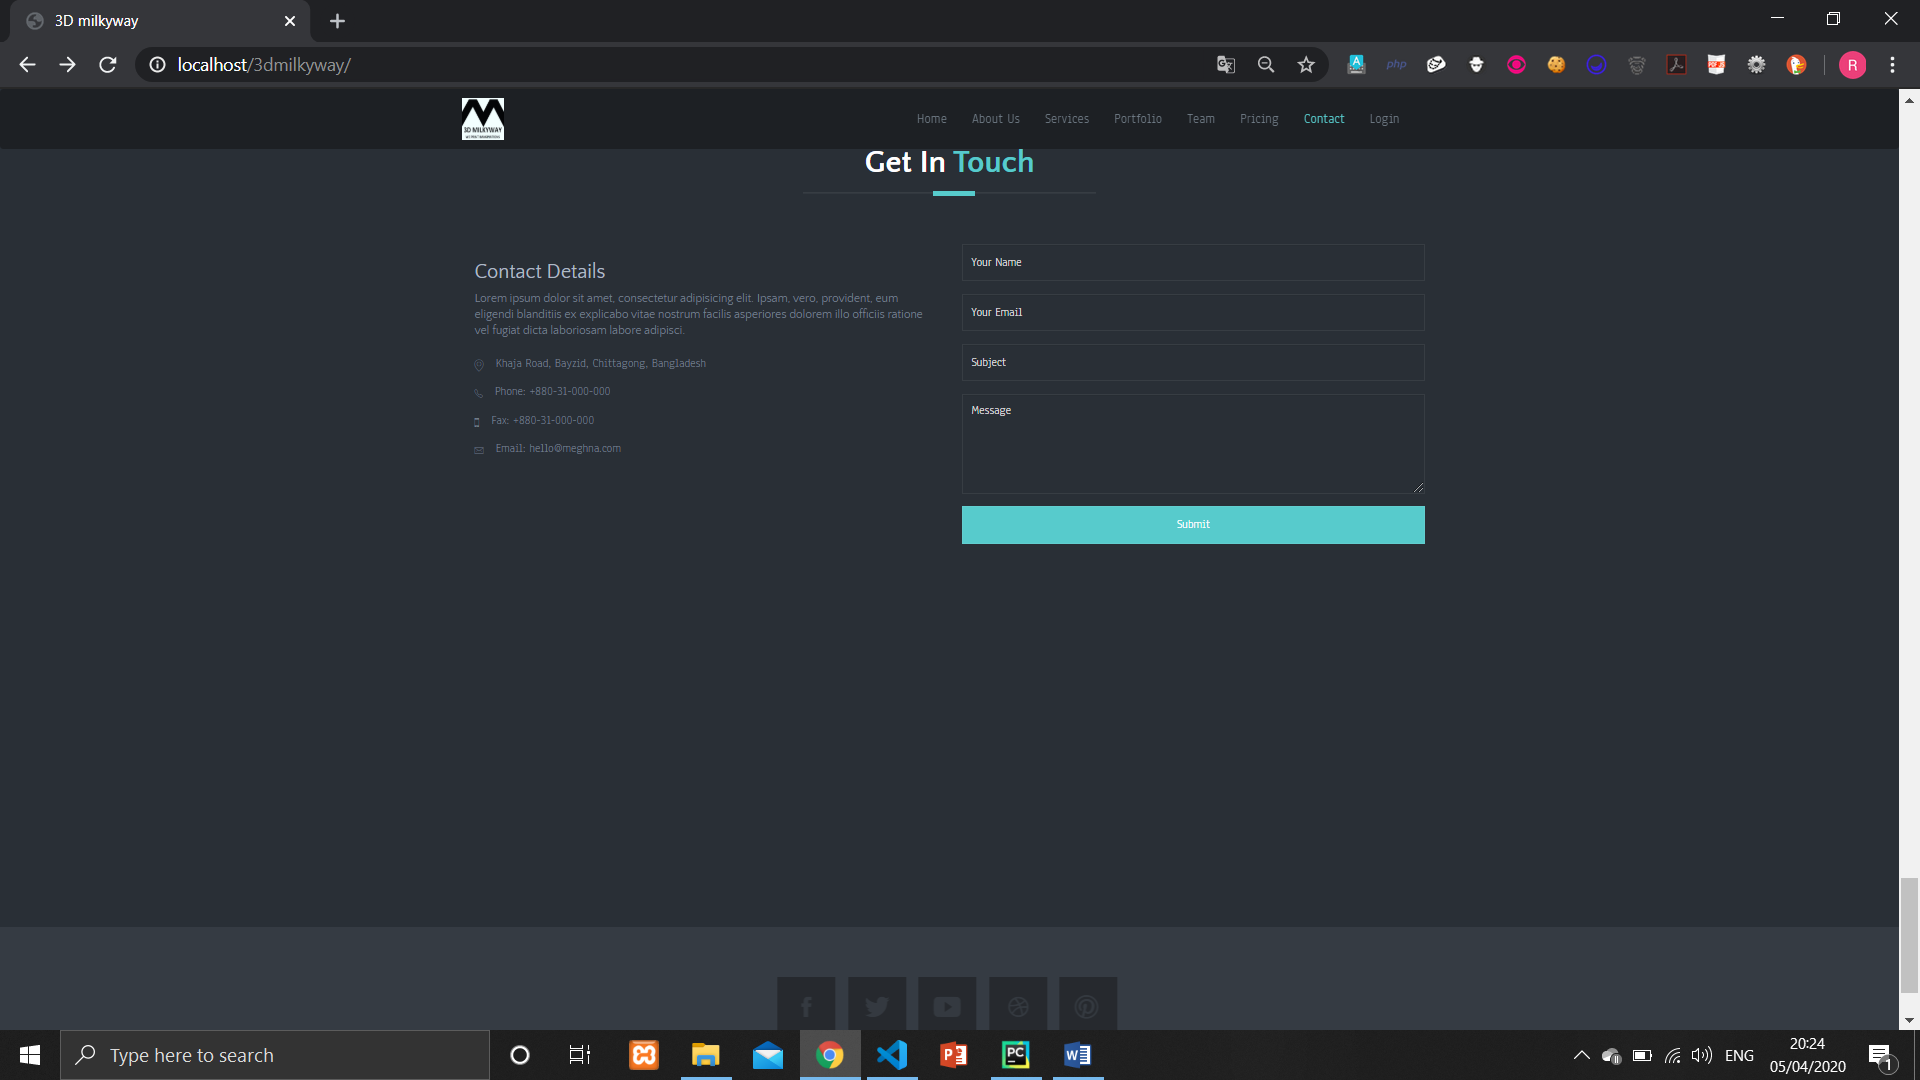 3D milkyway
localhost/3dmilkyway/
php
R
3D MILKYWAY
Home About Us Services Portfolio Team Pricing Contact Login
Get In Touch
Contact Details
Lorem ipsum dolor sit amet, consectetur adipisicing elit. Ipsam, vero, provident, eum
eligendi blanditiis ex explicabo vitae nostrum facilis asperiores dolorem illo officiis ratione
vel fugiat dicta laboriosam labore adipisci.
Khaja Road, Bayzid, Chittagong, Bangladesh
Phone: +880-31-000-000
Fax: +880-31-000-000
Email: hello@meghna.com
Your Name
Your Email
Subject
Message
Submit
Type here to search
ENG
20:24
05/04/2020
1